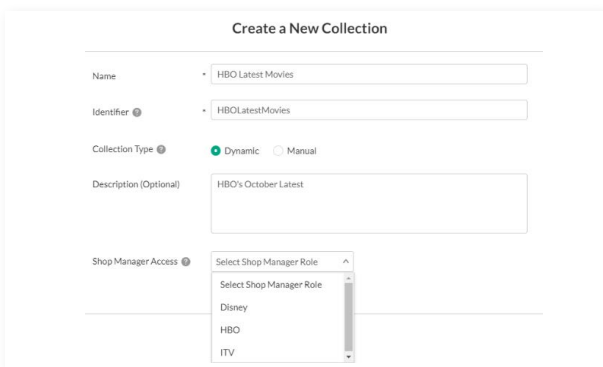 Create a New Collection
Name * HBO Latest Movies
Identifier ? * HBOLatestMovies
Collection Type ? Dynamic Manual
Description (Optional) HBO's October Latest
Shop Manager Access ? Select Shop Manager Role
Select Shop Manager Role
Disney
HBO
ITV